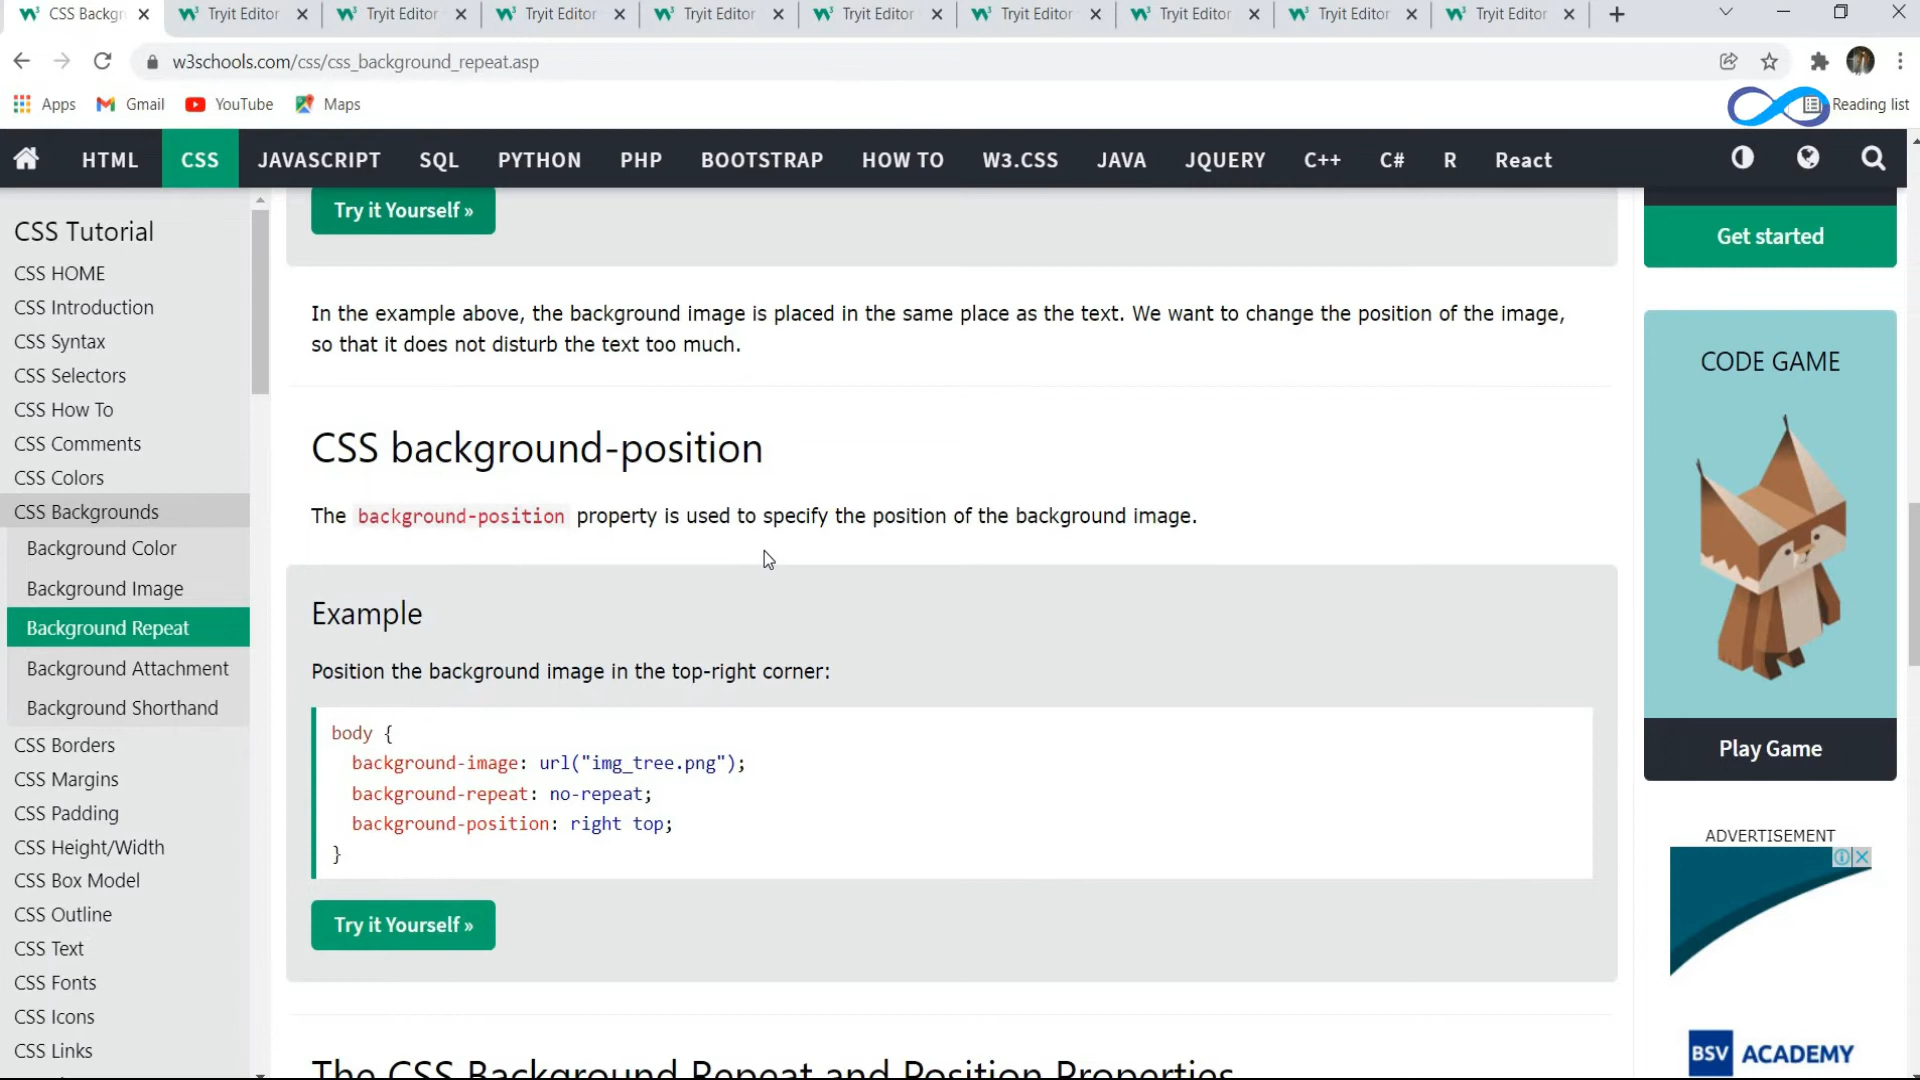 CSS Backgr
Tryit Editor
Tryit Editor
Tryit Editor
Tryit Editor
Tryit Editor
Tryit Editor
Tryit Editor
Tryit Editor
Tryit Editor
w3schools.com/css/css_background_repeat.asp
Apps
Gmail
YouTube
Maps
Reading list
HTML
CSS
JAVASCRIPT
SQL
PYTHON
PHP
BOOTSTRAP
HOW TO
W3.CSS
JAVA
JQUERY
C++
C#
R
React
CSS Tutorial
CSS HOME
CSS Introduction
CSS Syntax
CSS Selectors
CSS How To
CSS Comments
CSS Colors
CSS Backgrounds
Background Color
Background Image
Background Repeat
Background Attachment
Background Shorthand
CSS Borders
CSS Margins
CSS Padding
CSS Height/Width
CSS Box Model
CSS Outline
CSS Text
CSS Fonts
CSS Icons
CSS Links
Try it Yourself »
In the example above, the background image is placed in the same place as the text. We want to change the position of the image,
so that it does not disturb the text too much.
CSS background-position
The background-position property is used to specify the position of the background image.
Example
Position the background image in the top-right corner:
body {
background-image: url("img_tree.png");
background-repeat: no-repeat;
background-position: right top;
}
Try it Yourself »
The CSS Background Repeat and Position Properties
Get started
CODE GAME
Play Game
ADVERTISEMENT
BSV ACADEMY